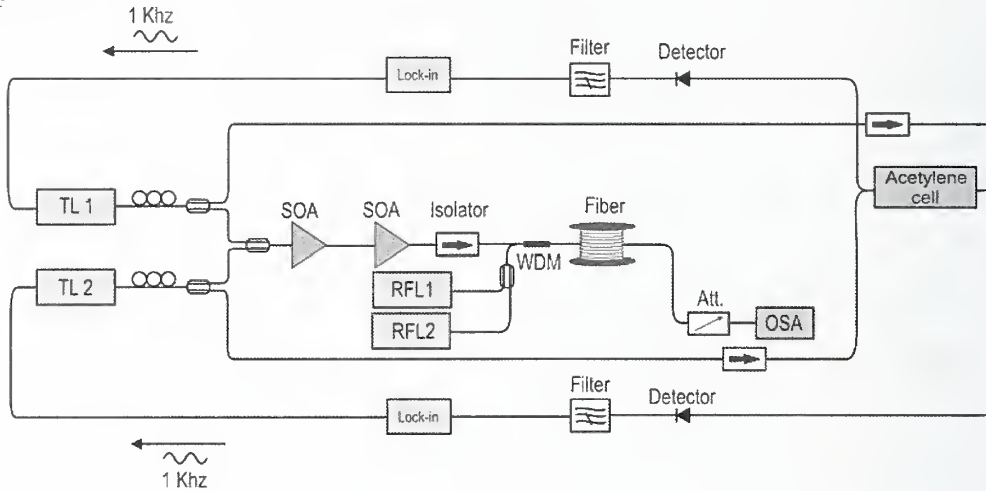 1 Khz
Filter
Detector
Lock-in
TL 1
SOA
SOA
Isolator
Fiber
Acetylene
cell
WDM
TL 2
RFL1
RFL2
Att.
OSA
Filter
Detector
Lock-in
1 Khz